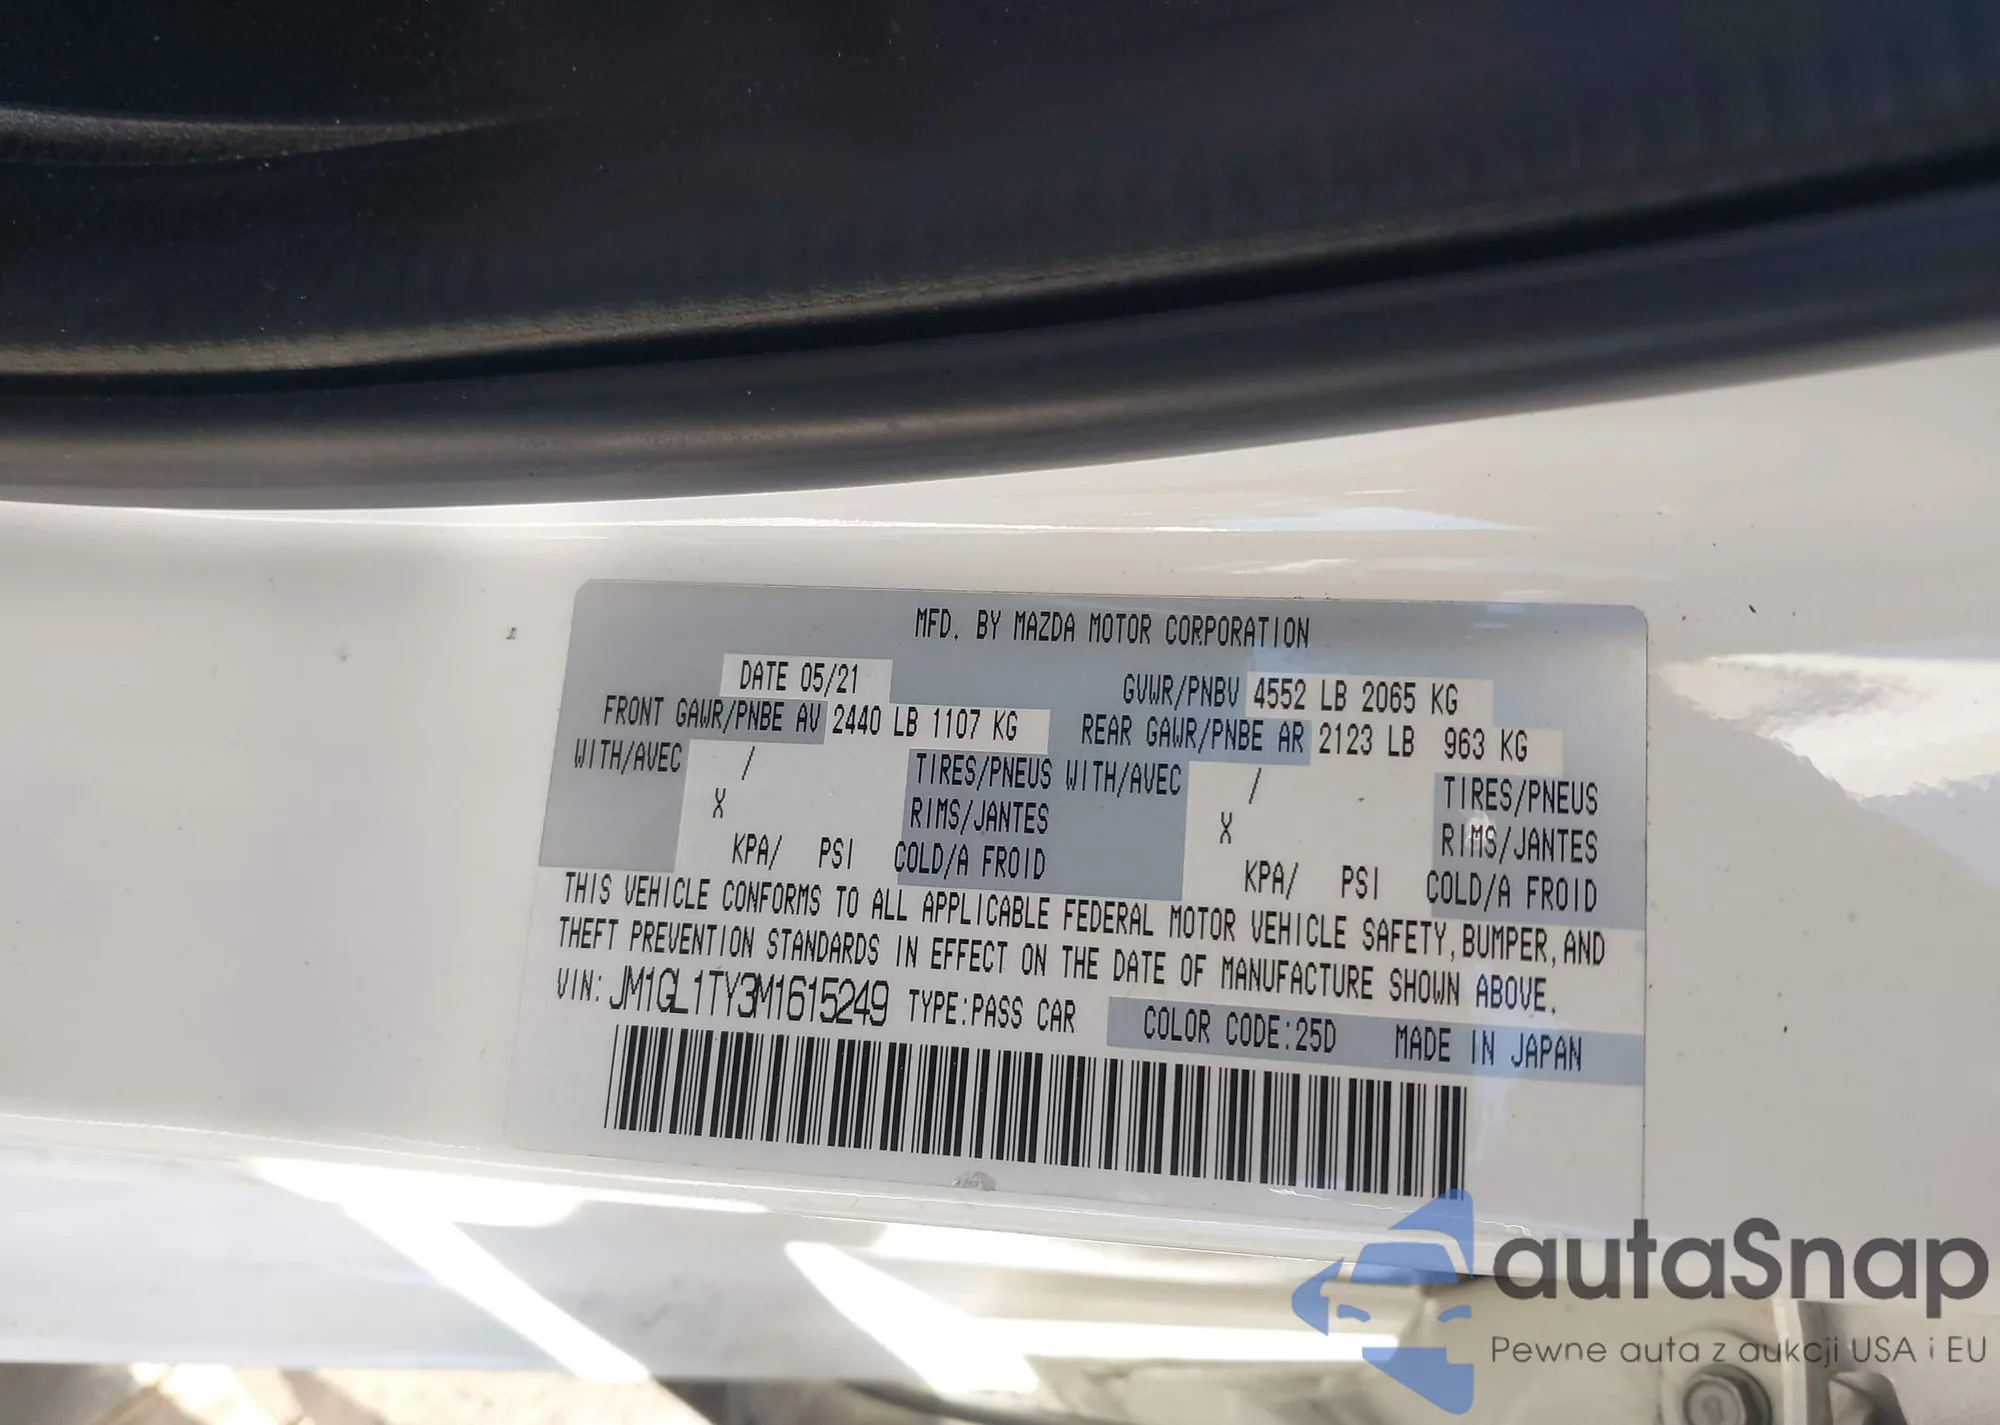 MFD. BY MAZDA MOTOR CORPORATION
DATE 05/21 GVWR/PNBV 4552 LB 2065 KG
FRONT GAWR/PNBE AV 2440 LB 1107 KG REAR GAWR/PNBE AR 2123 LB 963 KG
WITH/AVEC / TIRES/PNEUS WITH/AVEC / TIRES/PNEUS
X RIMS/JANTES X RIMS/JANTES
KPA/ PSI COLD/A FROID KPA/ PSI COLD/A FROID
THIS VEHICLE CONFORMS TO ALL APPLICABLE FEDERAL MOTOR VEHICLE SAFETY, BUMPER, AND
THEFT PREVENTION STANDARDS IN EFFECT ON THE DATE OF MANUFACTURE SHOWN ABOVE.
VIN: JM1GL1TY3M1615249 TYPE:PASS CAR COLOR CODE:25D MADE IN JAPAN
autaSnap
Pewne auta z aukcji USA i EU